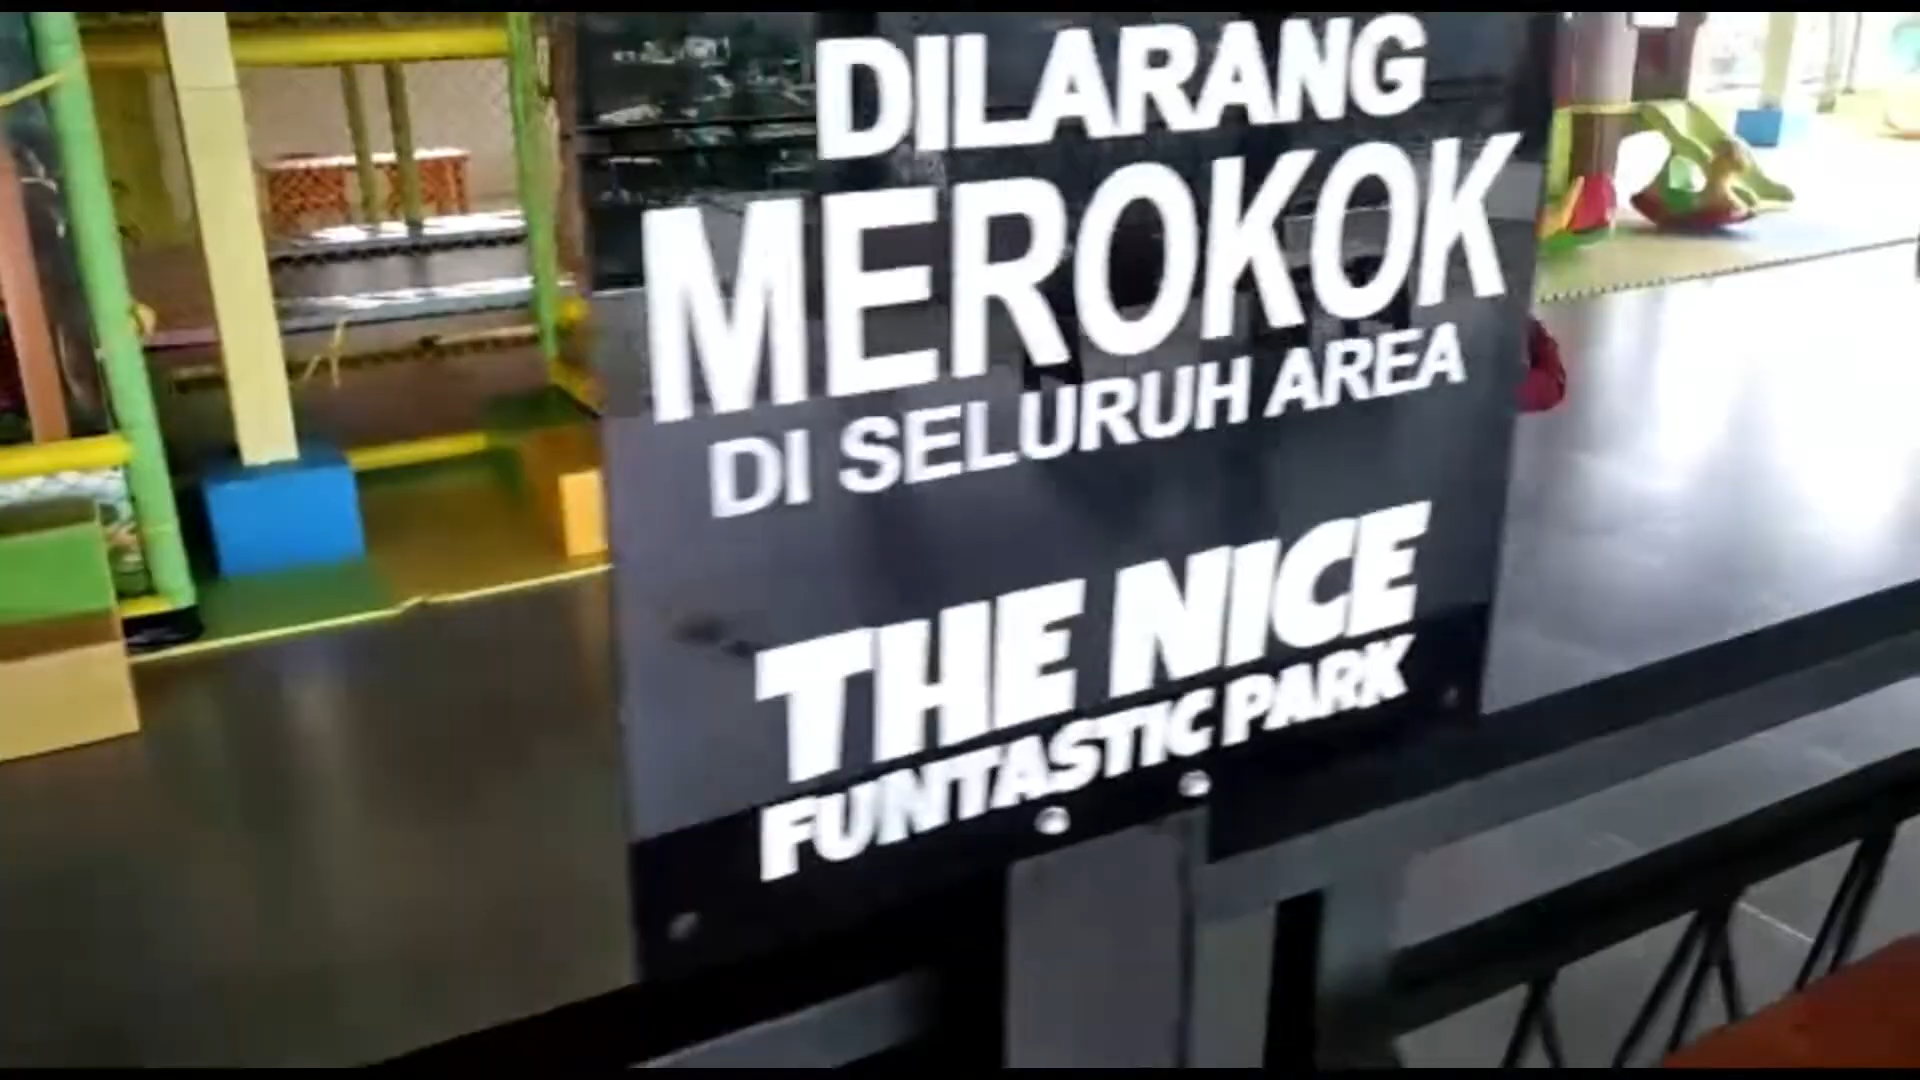 DILARANG
MEROKOK
DI SELURUH AREA
THE NICE
FUNTASTIC PARK